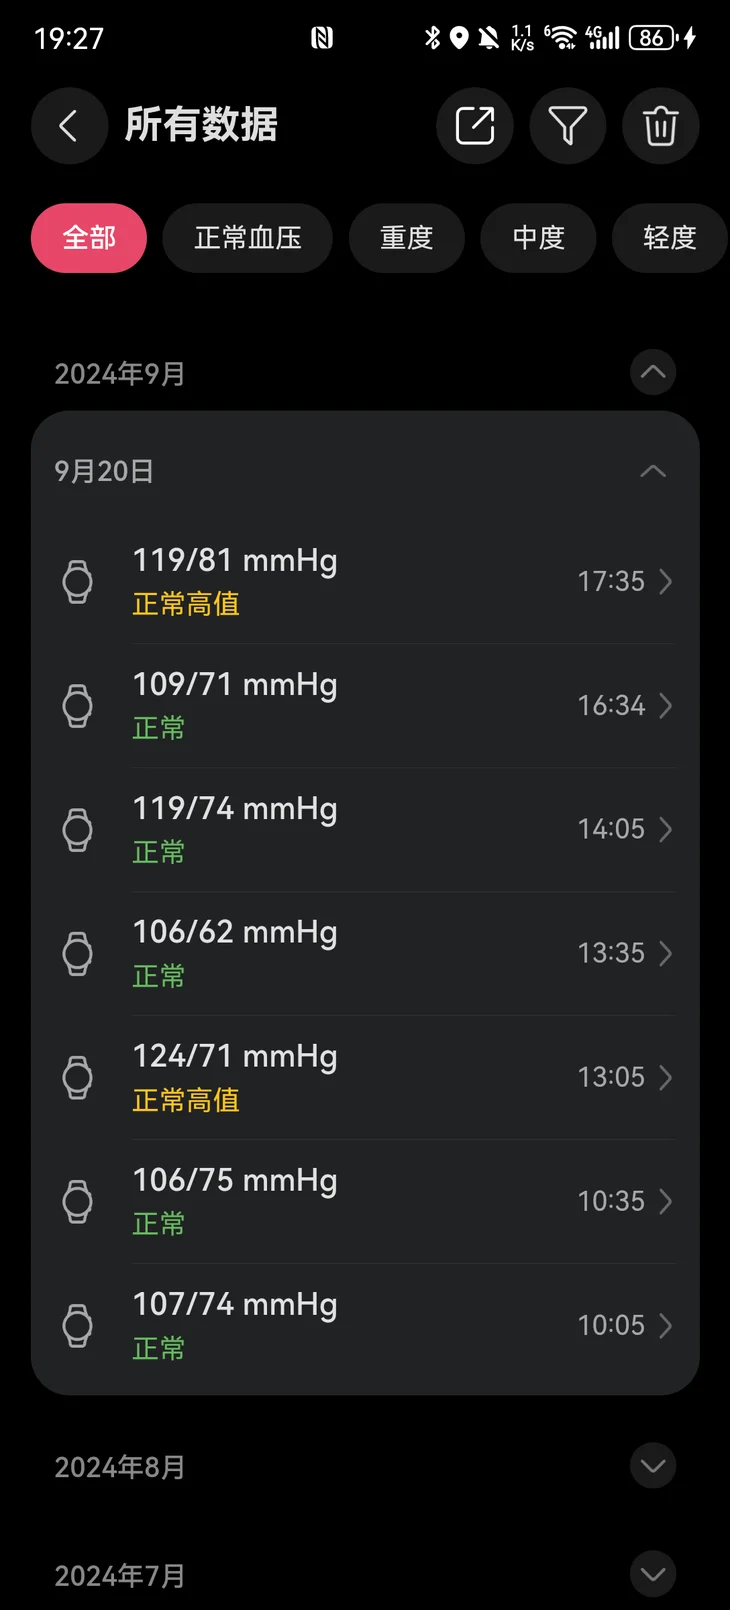 19:27
1.1 K/s 6 4G 86
所有数据
全部 正常血压 重度 中度 轻度
2024年9月
9月20日
119/81 mmHg
正常高值
17:35
109/71 mmHg
正常
16:34
119/74 mmHg
正常
14:05
106/62 mmHg
正常
13:35
124/71 mmHg
正常高值
13:05
106/75 mmHg
正常
10:35
107/74 mmHg
正常
10:05
2024年8月
2024年7月